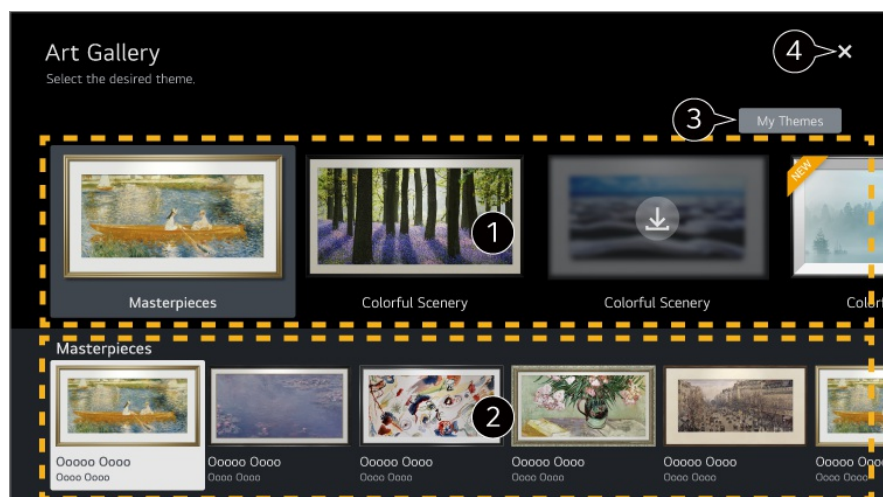 Art Gallery
4
Select the desired theme.
3
My Themes
NEW
1
Masterpieces
Colorful Scenery
Colorful Scenery
Masterpieces
2
Ooooo Oooo
Ooooo Oooo
Ooooo Oooo
Ooooo Oooo
Ooooo Oooo
Ooooo
Oooo Oooo
Oooo Oooo
Oooo Oooo
Oooo Oooo
Oooo Oooo
Oooo Oooo